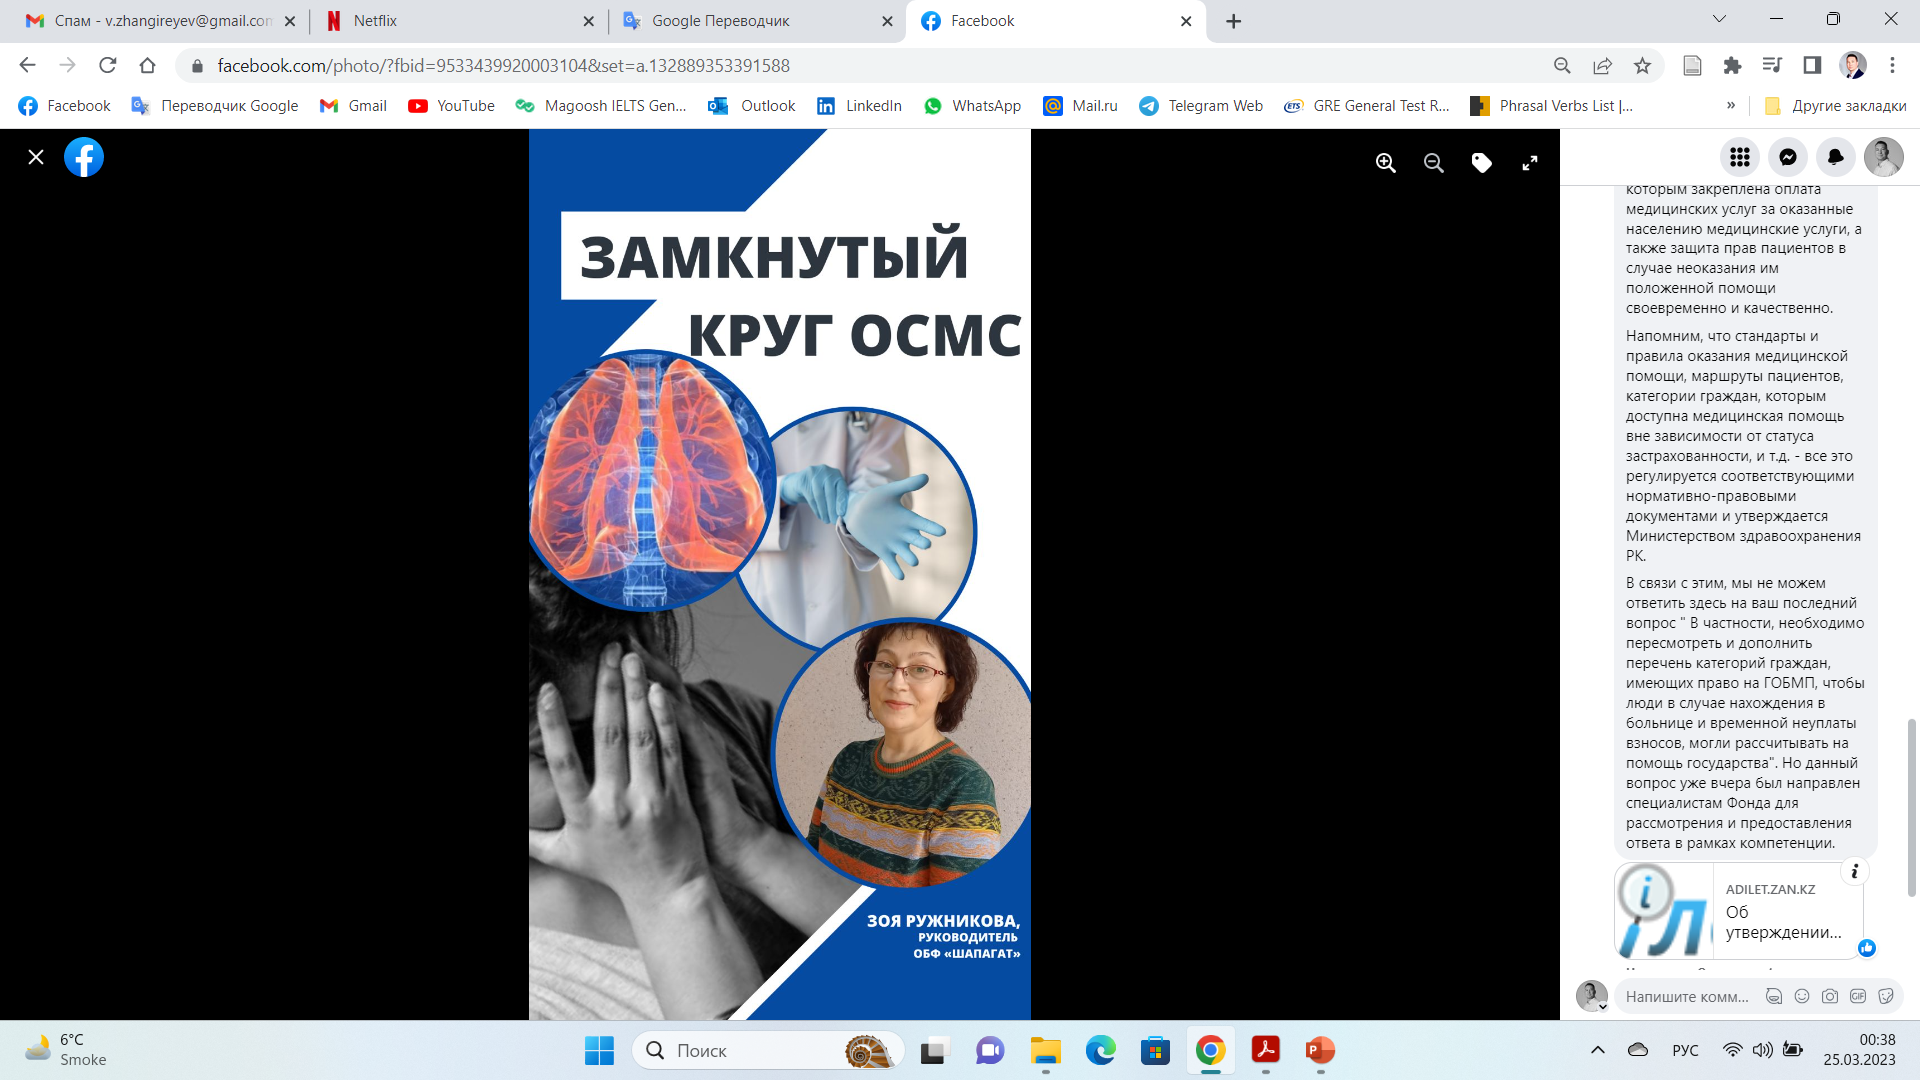 Спам - v.zhangireyev@gmail.con
Netflix
Google Переводчик
Facebook
facebook.com/photo/?fbid=9533439920003104&set=a.132889353391588
Facebook
Переводчик Google
Gmail
YouTube
Magoosh IELTS Gen...
Outlook
LinkedIn
WhatsApp
Mail.ru
Telegram Web
ETS
GRE General Test R...
Phrasal Verbs List |...
»
Другие закладки
ЗАМКНУТЫЙ
КРУГ ОСМС
ЗОЯ РУЖНИКОВА,
РУКОВОДИТЕЛЬ
ОБФ «ШАПАГАТ»
которым закреплена оплата
медицинских услуг за оказанные
населению медицинские услуги, а
также защита прав пациентов в
случае неоказания им
положенной помощи
своевременно и качественно.
Напомним, что стандарты и
правила оказания медицинской
помощи, маршруты пациентов,
категории граждан, которым
доступна медицинская помощь
вне зависимости от статуса
застрахованности, и т.д. - все это
регулируется соответствующими
нормативно-правовыми
документами и утверждается
Министерством здравоохранения
РК.
В связи с этим, мы не можем
ответить здесь на ваш последний
вопрос " В частности, необходимо
пересмотреть и дополнить
перечень категорий граждан,
имеющих право на ГОБМП, чтобы
люди в случае нахождения в
больнице и временной неуплаты
взносов, могли рассчитывать на
помощь государства". Но данный
вопрос уже вчера был направлен
специалистам Фонда для
рассмотрения и предоставления
ответа в рамках компетенции.
ADILET.ZAN.KZ
Об
утверждении...
Напишите комм...
GIF
6°C
Smoke
Поиск
РУС
00:38
25.03.2023